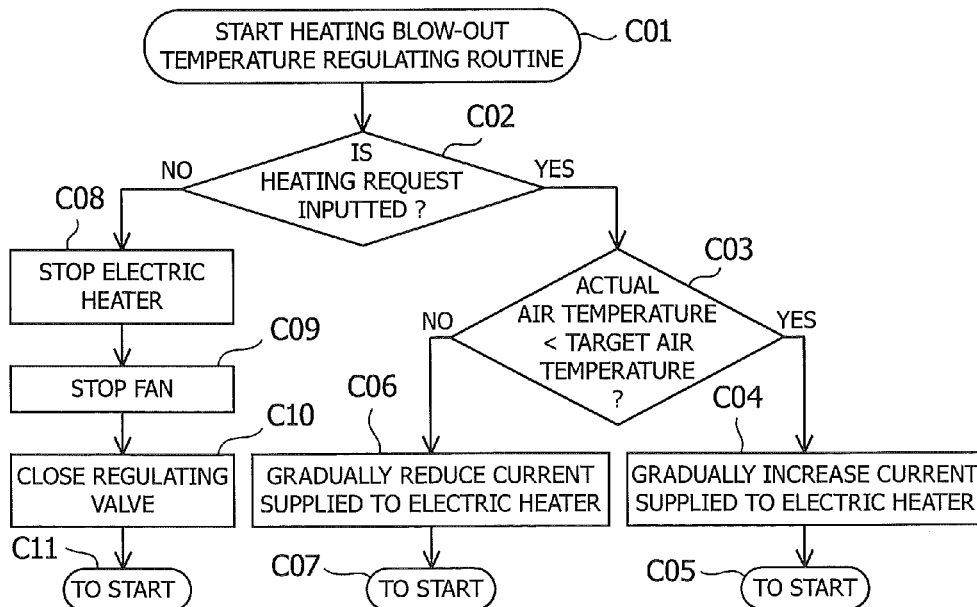 START HEATING BLOW-OUT
TEMPERATURE REGULATING ROUTINE
C01
C02
IS
HEATING REQUEST
INPUTTED ?
NO
YES
C08
STOP ELECTRIC
HEATER
C03
ACTUAL
AIR TEMPERATURE
< TARGET AIR
TEMPERATURE
?
NO
YES
C09
STOP FAN
C10
CLOSE REGULATING
VALVE
C06
GRADUALLY REDUCE CURRENT
SUPPLIED TO ELECTRIC HEATER
C04
GRADUALLY INCREASE CURRENT
SUPPLIED TO ELECTRIC HEATER
C11
TO START
C07
TO START
C05
TO START